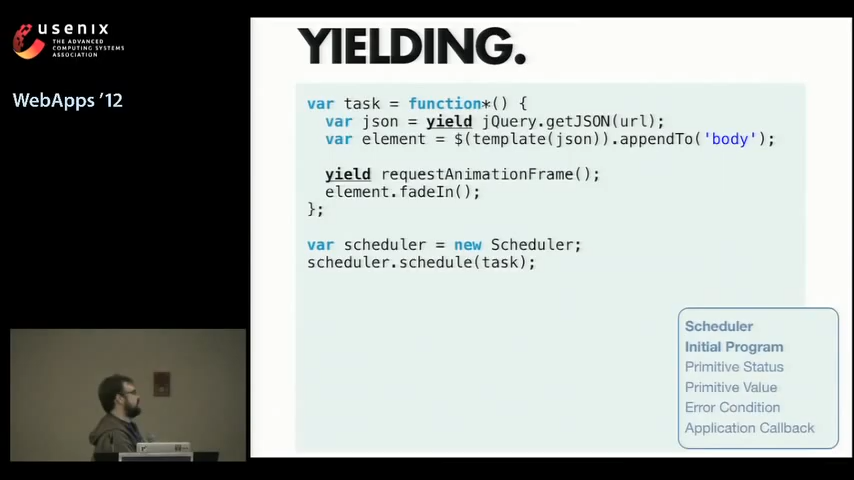 usenix
THE ADVANCED
COMPUTING SYSTEMS
ASSOCIATION
WebApps '12
YIELDING.
var task = function*() {
var json = yield jQuery.getJSON(url);
var element = $(template(json)).appendTo('body');
yield requestAnimationFrame();
element.fadeIn();
};
var scheduler = new Scheduler;
scheduler.schedule(task);
Scheduler
Initial Program
Primitive Status
Primitive Value
Error Condition
Application Callback